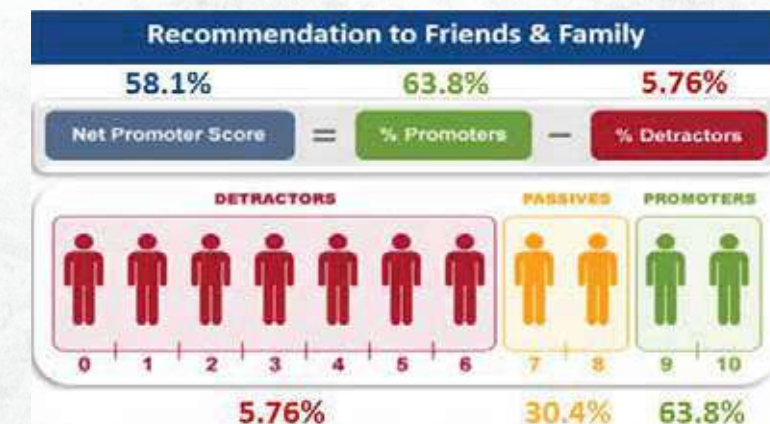 Recommendation to Friends & Family
58.1% 63.8% 5.76%
Net Promoter Score = % Promoters — % Detractors
DETRACTORS PASSIVES PROMOTERS
0 1 2 3 4 5 6 7 8 9 10
5.76% 30.4% 63.8%